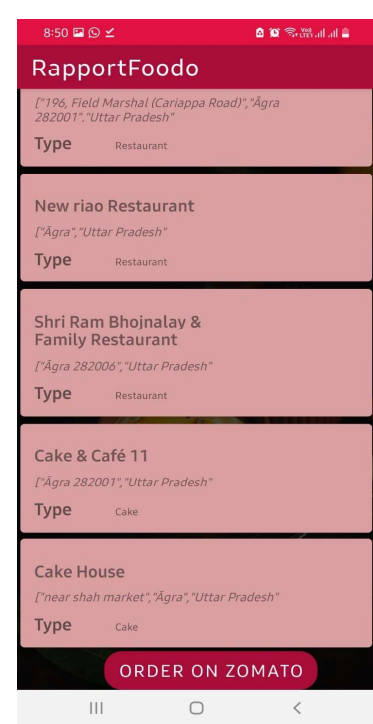 8:50
RapportFoodo
["196, Field Marshal (Cariappa Road)","Āgra
282001","Uttar Pradesh"
Type Restaurant
New riao Restaurant
["Āgra","Uttar Pradesh"
Type Restaurant
Shri Ram Bhojnalay &
Family Restaurant
["Āgra 282006","Uttar Pradesh"
Type Restaurant
Cake & Café 11
["Āgra 282001","Uttar Pradesh"
Type Cake
Cake House
["near shah market","Āgra","Uttar Pradesh"
Type Cake
ORDER ON ZOMATO